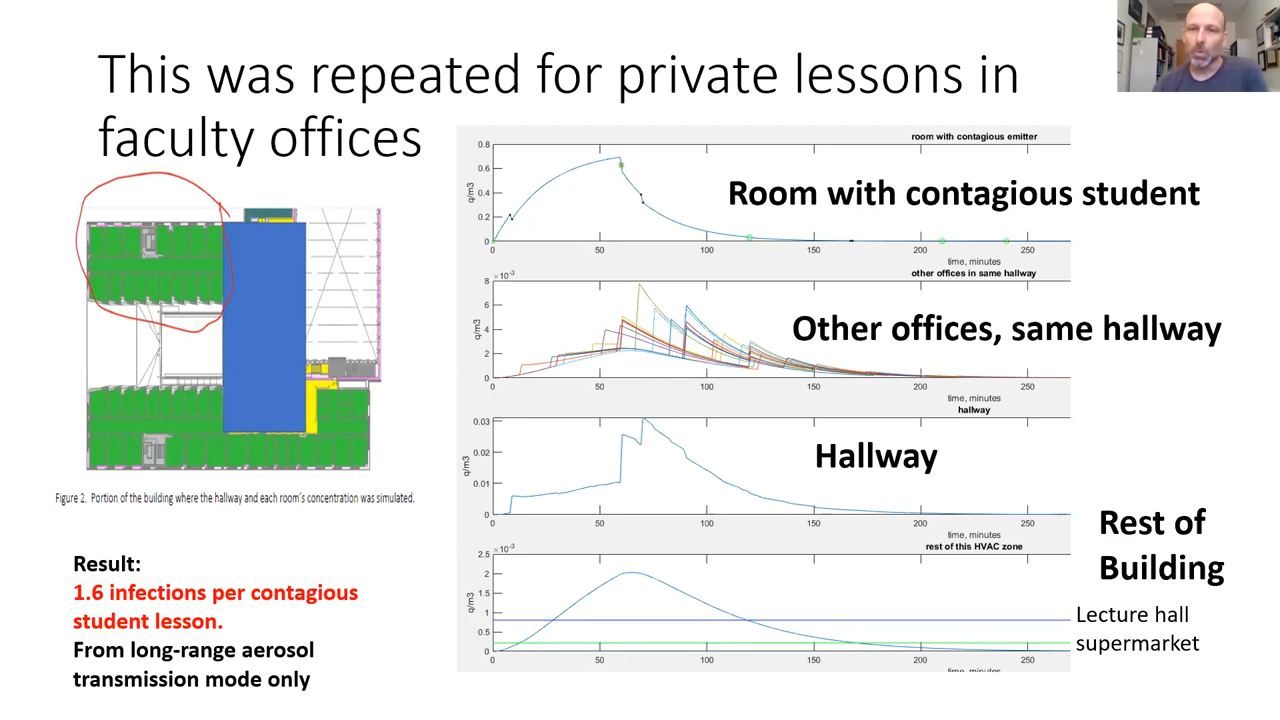 This was repeated for private lessons in
faculty offices
room with contagious emitter
0.8
0.6
0.4
0.2
0
q/m3
Room with contagious student
0
50
100
150
200
250
time, minutes
other offices in same hallway
×10⁻³
8
6
4
2
0
q/m3
Other offices, same hallway
0
50
100
150
200
250
time, minutes
hallway
0.03
0.02
0.01
0
q/m3
Hallway
0
50
100
150
200
250
time, minutes
rest of this HVAC zone
×10⁻³
2.5
2
1.5
1
0.5
0
q/m3
Rest of
Building
Lecture hall
supermarket
0
50
100
150
200
250
Figure 2. Portion of the building where the hallway and each room's concentration was simulated.
Result:
1.6 infections per contagious
student lesson.
From long-range aerosol
transmission mode only